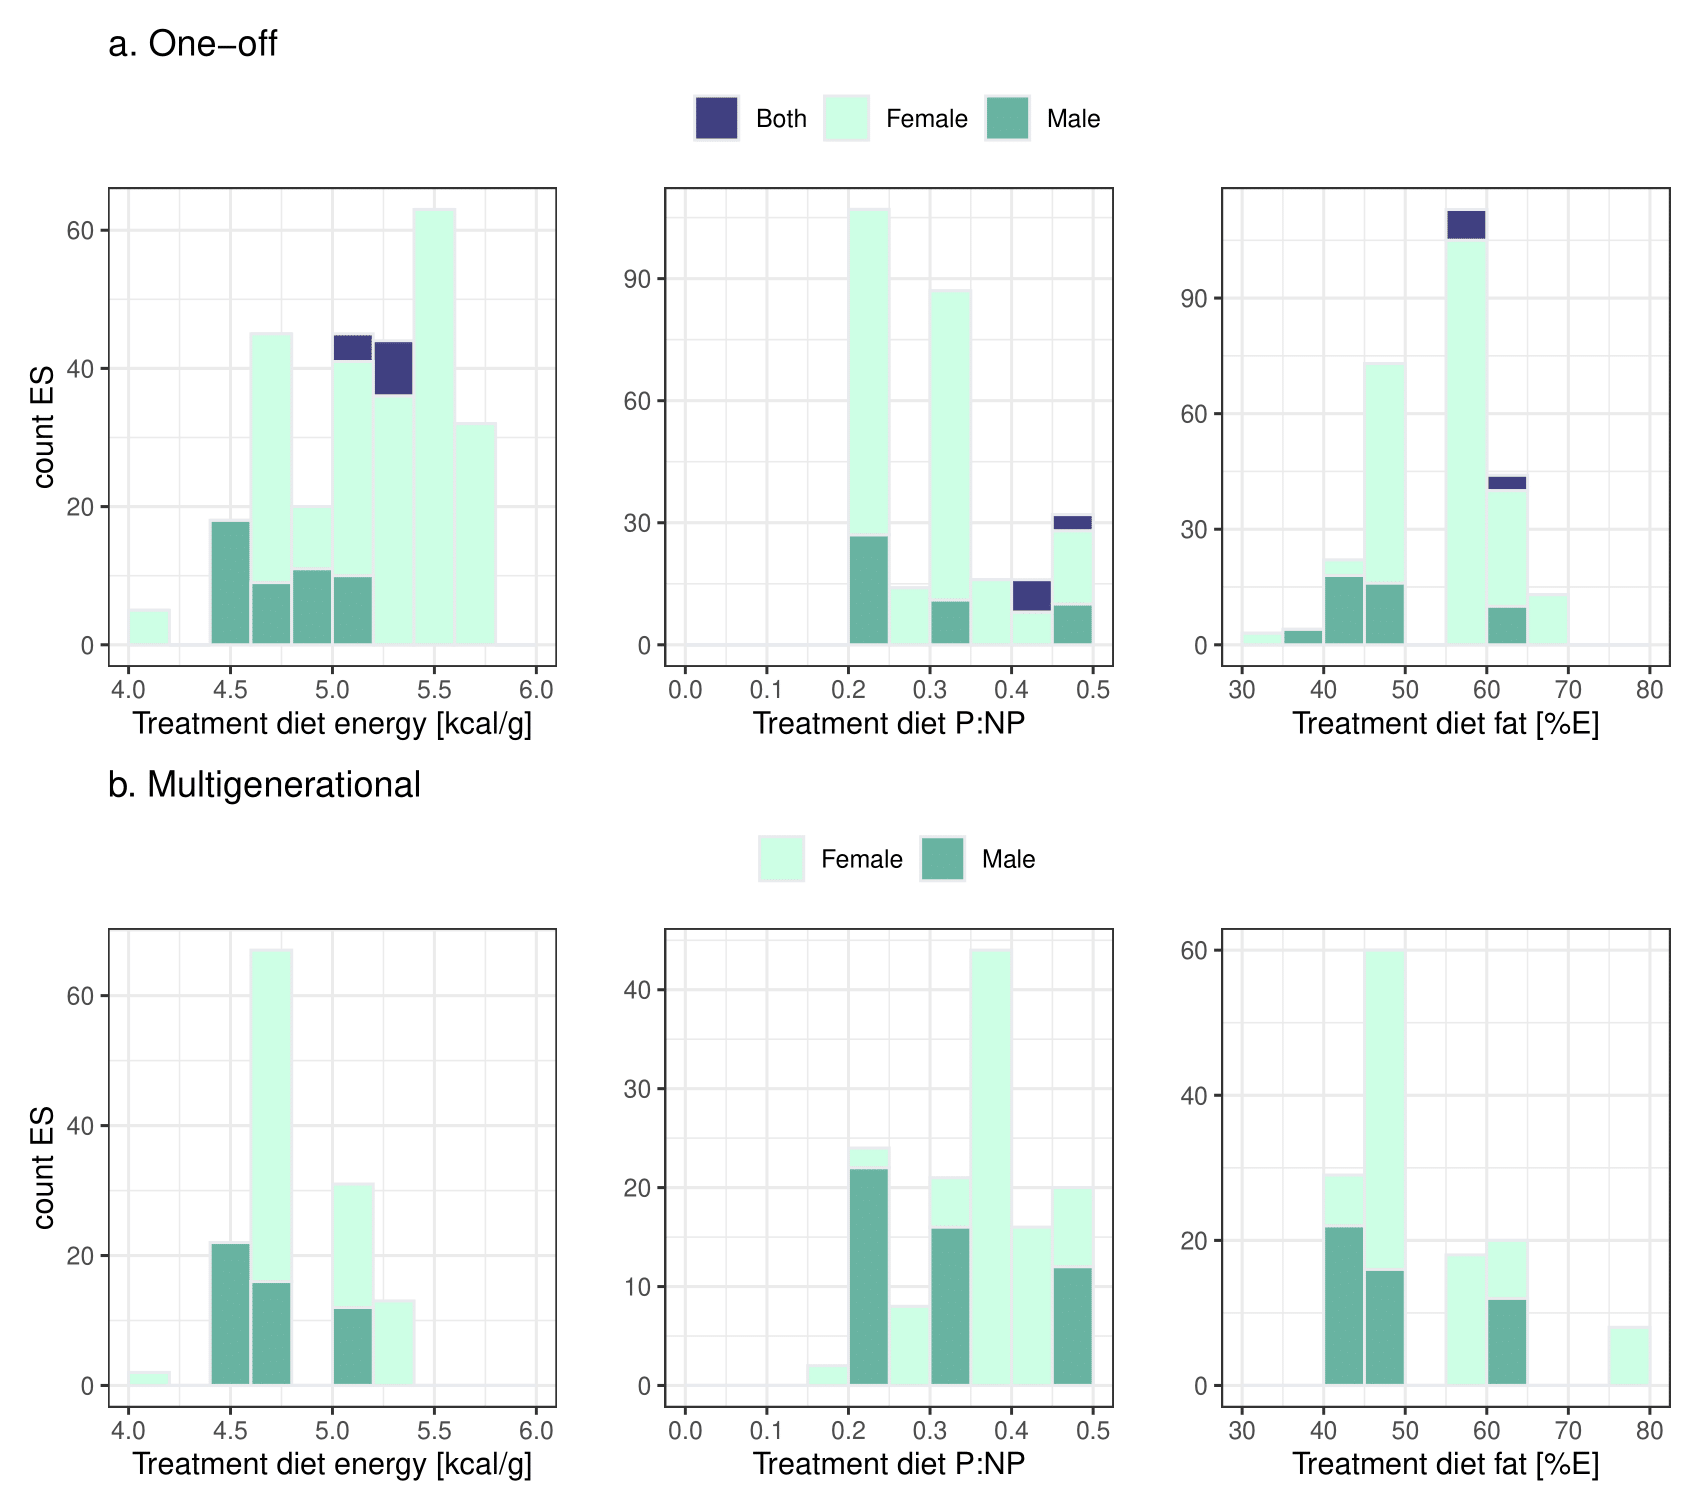 a. One−off
Both Female Male
count ES
60
40
20
0
4.0 4.5 5.0 5.5 6.0
Treatment diet energy [kcal/g]
90
60
30
0
0.0 0.1 0.2 0.3 0.4 0.5
Treatment diet P:NP
90
60
30
0
30 40 50 60 70 80
Treatment diet fat [%E]
b. Multigenerational
Female Male
count ES
60
40
20
0
4.0 4.5 5.0 5.5 6.0
Treatment diet energy [kcal/g]
40
30
20
10
0
0.0 0.1 0.2 0.3 0.4 0.5
Treatment diet P:NP
60
40
20
0
30 40 50 60 70 80
Treatment diet fat [%E]